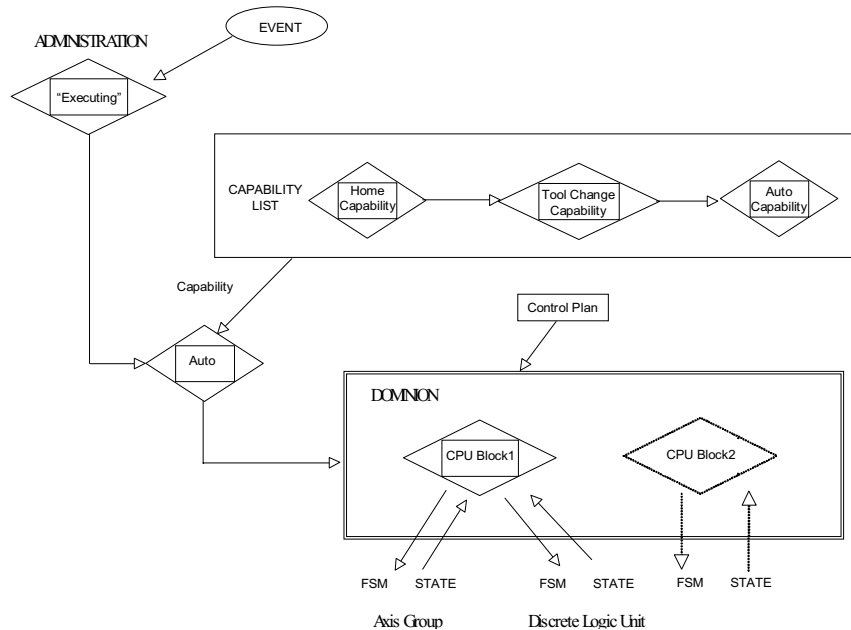 EVENT
ADMINISTRATION
“Executing”
CAPABILITY
LIST
Home
Capability
Tool Change
Capability
Auto
Capability
Capability
Control Plan
Auto
DOMINION
CPU Block1
CPU Block2
FSM
STATE
FSM
STATE
FSM
STATE
Axis Group
Discrete Logic Unit